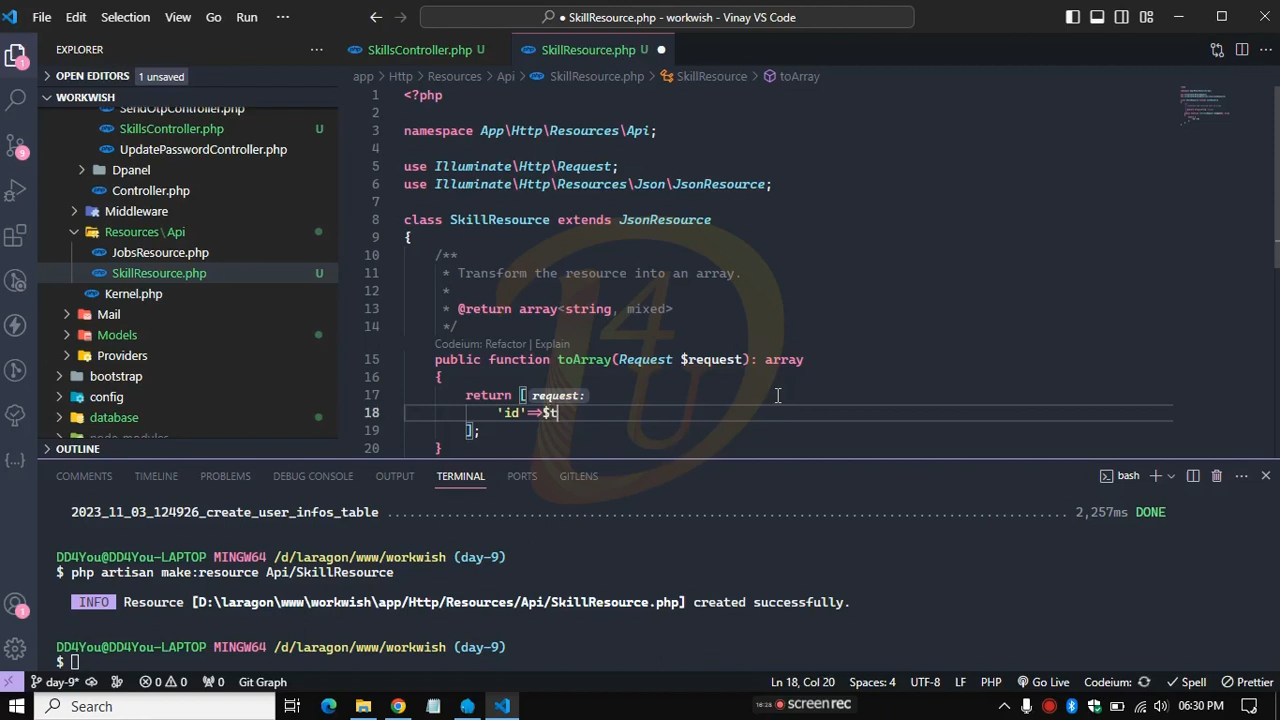 File Edit Selection View Go Run ··· ← → ● SkillResource.php - workwish - Vinay VS Code
EXPLORER ···
SkillsController.php U
SkillResource.php U ●
OPEN EDITORS 1 unsaved
app > Http > Resources > Api > SkillResource.php > SkillResource > toArray
WORKWISH
SendOtpController.php
SkillsController.php U
UpdatePasswordController.php
Dpanel
Controller.php
Middleware
Resources\Api
JobsResource.php
SkillResource.php U
Kernel.php
Mail
Models
Providers
bootstrap
config
database
node_modules
OUTLINE
1 <?php
2
3 namespace App\Http\Resources\Api;
4
5 use Illuminate\Http\Request;
6 use Illuminate\Http\Resources\Json\JsonResource;
7
8 class SkillResource extends JsonResource
9 {
10 /**
11 * Transform the resource into an array.
12 *
13 * @return array<string, mixed>
14 */
Codeium: Refactor | Explain
15 public function toArray(Request $request): array
16 {
17 return [ request:
18 'id'=>$t
19 ];
20 }
COMMENTS TIMELINE PROBLEMS DEBUG CONSOLE OUTPUT TERMINAL PORTS GITLENS bash
2023_11_03_124926_create_user_infos_table ........................................................................................ 2,257ms DONE
DD4You@DD4You-LAPTOP MINGW64 /d/laragon/www/workwish (day-9)
$ php artisan make:resource Api/SkillResource
INFO Resource [D:\laragon\www\workwish\app/Http/Resources/Api/SkillResource.php] created successfully.
DD4You@DD4You-LAPTOP MINGW64 /d/laragon/www/workwish (day-9)
$
day-9* 0 0 0 Git Graph Ln 18, Col 20 Spaces: 4 UTF-8 LF PHP Go Live Codeium: Spell Prettier
Search screenrec 06:30 PM